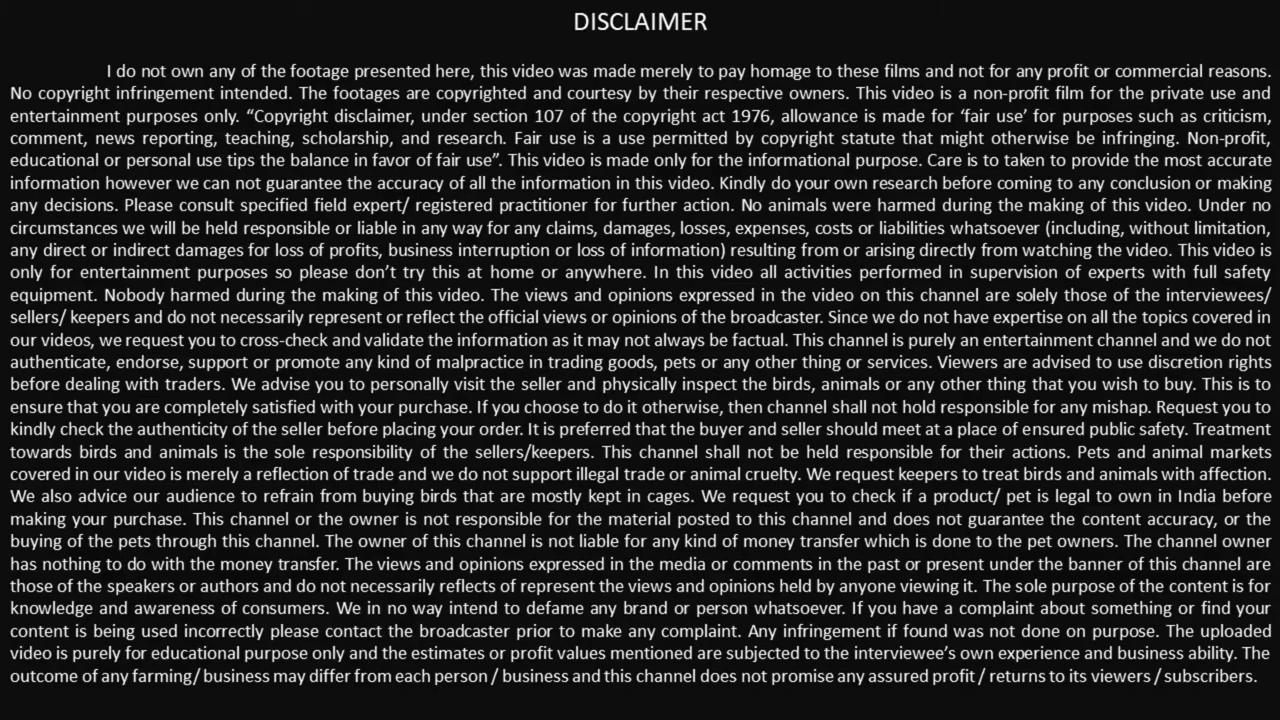 DISCLAIMER
I do not own any of the footage presented here, this video was made merely to pay homage to these films and not for any profit or commercial reasons.
No copyright infringement intended. The footages are copyrighted and courtesy by their respective owners. This video is a non-profit film for the private use and
entertainment purposes only. “Copyright disclaimer, under section 107 of the copyright act 1976, allowance is made for ‘fair use’ for purposes such as criticism,
comment, news reporting, teaching, scholarship, and research. Fair use is a use permitted by copyright statute that might otherwise be infringing. Non-profit,
educational or personal use tips the balance in favor of fair use”. This video is made only for the informational purpose. Care is to taken to provide the most accurate
information however we can not guarantee the accuracy of all the information in this video. Kindly do your own research before coming to any conclusion or making
any decisions. Please consult specified field expert/ registered practitioner for further action. No animals were harmed during the making of this video. Under no
circumstances we will be held responsible or liable in any way for any claims, damages, losses, expenses, costs or liabilities whatsoever (including, without limitation,
any direct or indirect damages for loss of profits, business interruption or loss of information) resulting from or arising directly from watching the video. This video is
only for entertainment purposes so please don’t try this at home or anywhere. In this video all activities performed in supervision of experts with full safety
equipment. Nobody harmed during the making of this video. The views and opinions expressed in the video on this channel are solely those of the interviewees/
sellers/ keepers and do not necessarily represent or reflect the official views or opinions of the broadcaster. Since we do not have expertise on all the topics covered in
our videos, we request you to cross-check and validate the information as it may not always be factual. This channel is purely an entertainment channel and we do not
authenticate, endorse, support or promote any kind of malpractice in trading goods, pets or any other thing or services. Viewers are advised to use discretion rights
before dealing with traders. We advise you to personally visit the seller and physically inspect the birds, animals or any other thing that you wish to buy. This is to
ensure that you are completely satisfied with your purchase. If you choose to do it otherwise, then channel shall not hold responsible for any mishap. Request you to
kindly check the authenticity of the seller before placing your order. It is preferred that the buyer and seller should meet at a place of ensured public safety. Treatment
towards birds and animals is the sole responsibility of the sellers/keepers. This channel shall not be held responsible for their actions. Pets and animal markets
covered in our video is merely a reflection of trade and we do not support illegal trade or animal cruelty. We request keepers to treat birds and animals with affection.
We also advice our audience to refrain from buying birds that are mostly kept in cages. We request you to check if a product/ pet is legal to own in India before
making your purchase. This channel or the owner is not responsible for the material posted to this channel and does not guarantee the content accuracy, or the
buying of the pets through this channel. The owner of this channel is not liable for any kind of money transfer which is done to the pet owners. The channel owner
has nothing to do with the money transfer. The views and opinions expressed in the media or comments in the past or present under the banner of this channel are
those of the speakers or authors and do not necessarily reflects of represent the views and opinions held by anyone viewing it. The sole purpose of the content is for
knowledge and awareness of consumers. We in no way intend to defame any brand or person whatsoever. If you have a complaint about something or find your
content is being used incorrectly please contact the broadcaster prior to make any complaint. Any infringement if found was not done on purpose. The uploaded
video is purely for educational purpose only and the estimates or profit values mentioned are subjected to the interviewee’s own experience and business ability. The
outcome of any farming/ business may differ from each person / business and this channel does not promise any assured profit / returns to its viewers / subscribers.